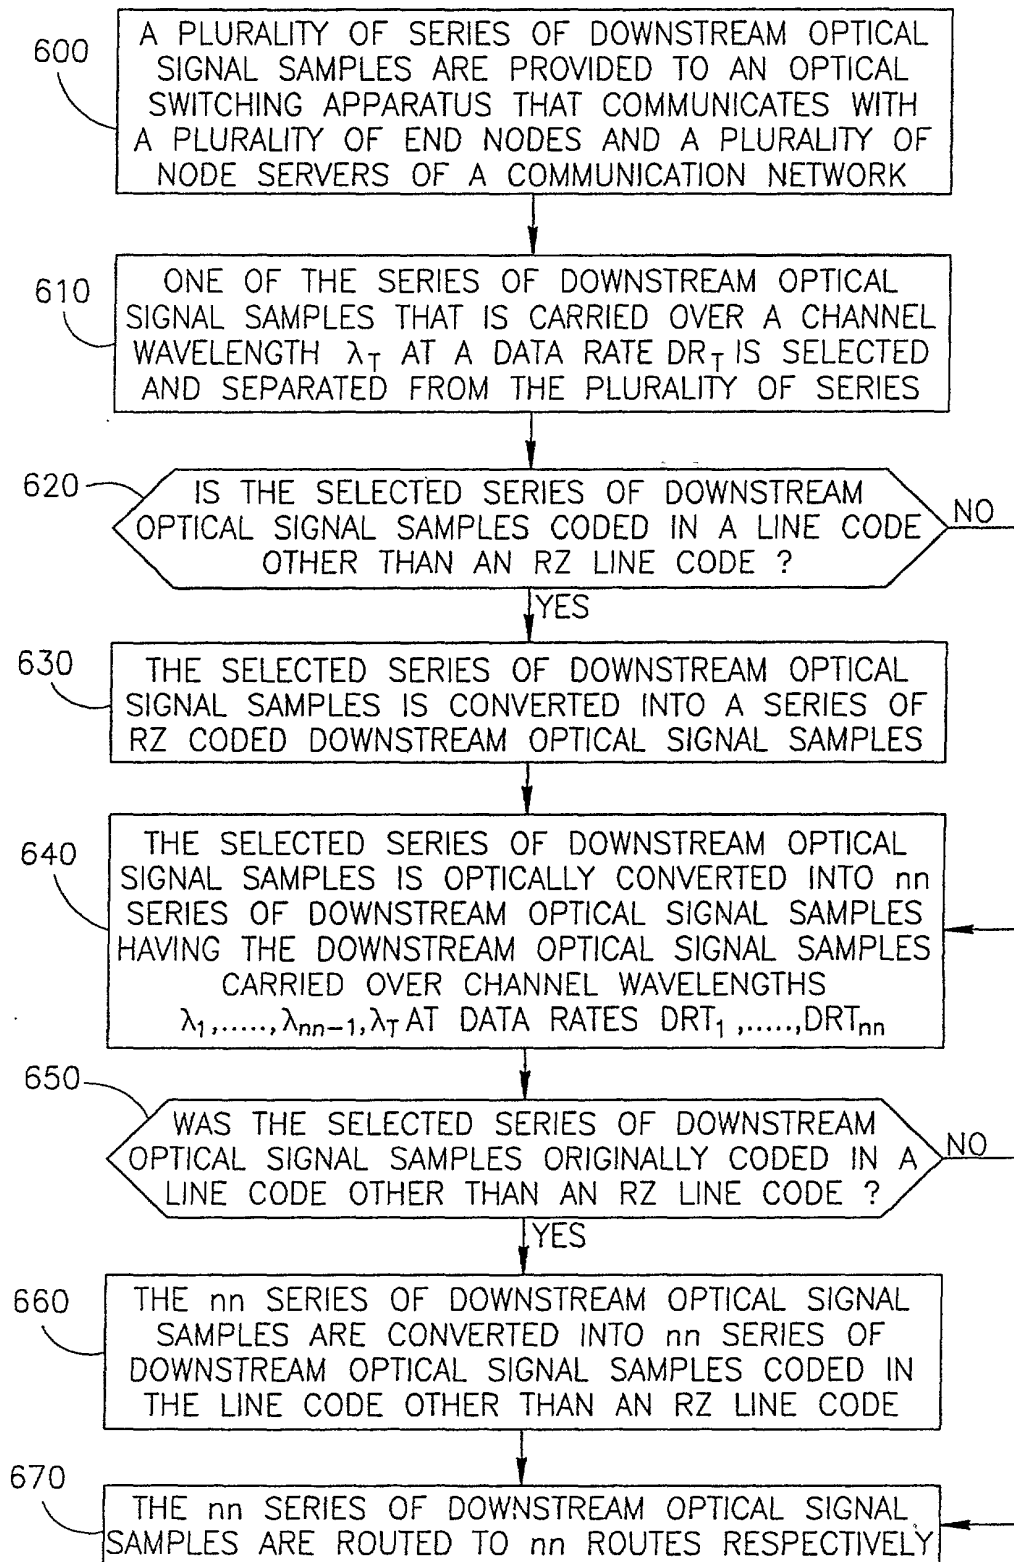 600
A PLURALITY OF SERIES OF DOWNSTREAM OPTICAL
SIGNAL SAMPLES ARE PROVIDED TO AN OPTICAL
SWITCHING APPARATUS THAT COMMUNICATES WITH
A PLURALITY OF END NODES AND A PLURALITY OF
NODE SERVERS OF A COMMUNICATION NETWORK
610
ONE OF THE SERIES OF DOWNSTREAM OPTICAL
SIGNAL SAMPLES THAT IS CARRIED OVER A CHANNEL
WAVELENGTH λ_T AT A DATA RATE DR_T IS SELECTED
AND SEPARATED FROM THE PLURALITY OF SERIES
620
IS THE SELECTED SERIES OF DOWNSTREAM
OPTICAL SIGNAL SAMPLES CODED IN A LINE CODE
OTHER THAN AN RZ LINE CODE ?
NO
YES
630
THE SELECTED SERIES OF DOWNSTREAM OPTICAL
SIGNAL SAMPLES IS CONVERTED INTO A SERIES OF
RZ CODED DOWNSTREAM OPTICAL SIGNAL SAMPLES
640
THE SELECTED SERIES OF DOWNSTREAM OPTICAL
SIGNAL SAMPLES IS OPTICALLY CONVERTED INTO nn
SERIES OF DOWNSTREAM OPTICAL SIGNAL SAMPLES
HAVING THE DOWNSTREAM OPTICAL SIGNAL SAMPLES
CARRIED OVER CHANNEL WAVELENGTHS
λ_1,.....,λ_{nn-1},λ_T AT DATA RATES DRT_1,.....,DRT_{nn}
650
WAS THE SELECTED SERIES OF DOWNSTREAM
OPTICAL SIGNAL SAMPLES ORIGINALLY CODED IN A
LINE CODE OTHER THAN AN RZ LINE CODE ?
NO
YES
660
THE nn SERIES OF DOWNSTREAM OPTICAL SIGNAL
SAMPLES ARE CONVERTED INTO nn SERIES OF
DOWNSTREAM OPTICAL SIGNAL SAMPLES CODED IN
THE LINE CODE OTHER THAN AN RZ LINE CODE
670
THE nn SERIES OF DOWNSTREAM OPTICAL SIGNAL
SAMPLES ARE ROUTED TO nn ROUTES RESPECTIVELY